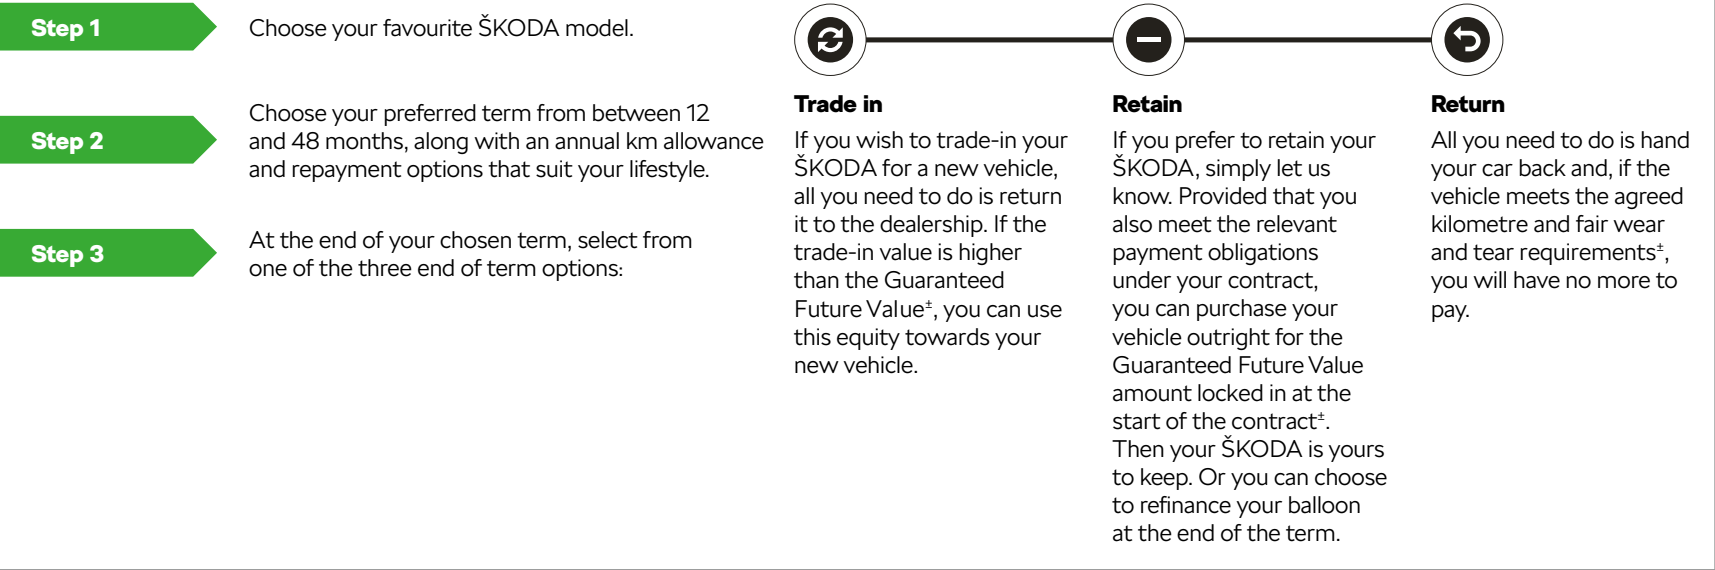 Step 1
Choose your favourite ŠKODA model.
Step 2
Choose your preferred term from between 12
and 48 months, along with an annual km allowance
and repayment options that suit your lifestyle.
Step 3
At the end of your chosen term, select from
one of the three end of term options:
Trade in
If you wish to trade-in your
ŠKODA for a new vehicle,
all you need to do is return
it to the dealership. If the
trade-in value is higher
than the Guaranteed
Future Value±, you can use
this equity towards your
new vehicle.
Retain
If you prefer to retain your
ŠKODA, simply let us
know. Provided that you
also meet the relevant
payment obligations
under your contract,
you can purchase your
vehicle outright for the
Guaranteed Future Value
amount locked in at the
start of the contract±.
Then your ŠKODA is yours
to keep. Or you can choose
to refinance your balloon
at the end of the term.
Return
All you need to do is hand
your car back and, if the
vehicle meets the agreed
kilometre and fair wear
and tear requirements±,
you will have no more to
pay.